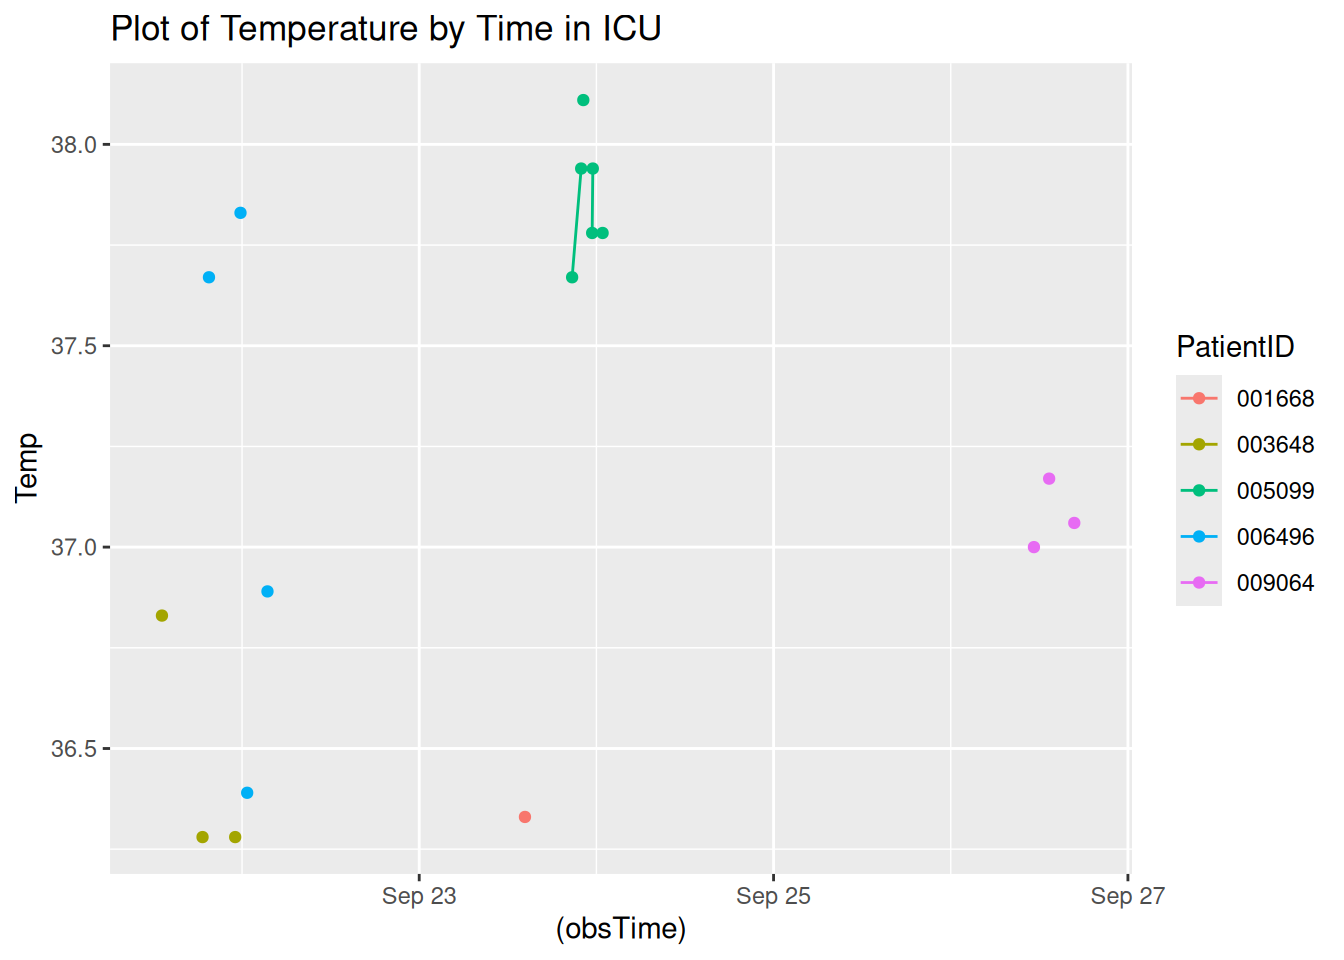 Plot of Temperature by Time in ICU
38.0
37.5
37.0
36.5
Temp
Sep 23
Sep 25
Sep 27
(obsTime)
PatientID
001668
003648
005099
006496
009064